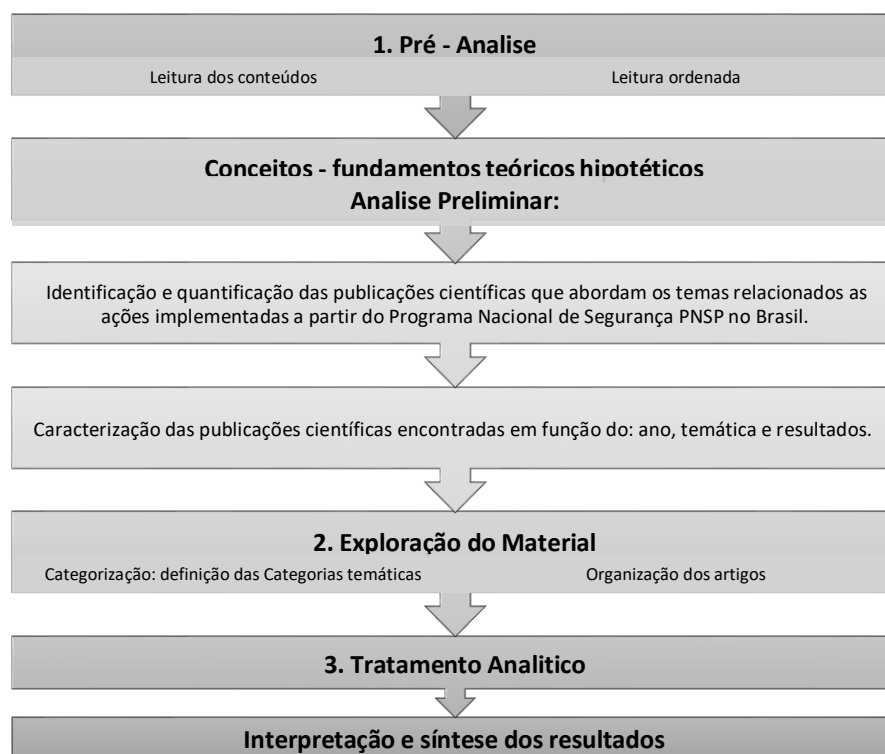 1. Pré - Analise
Leitura dos conteúdos
Leitura ordenada
Conceitos - fundamentos teóricos hipotéticos
Analise Preliminar:
Identificação e quantificação das publicações científicas que abordam os temas relacionados as
ações implementadas a partir do Programa Nacional de Segurança PNSP no Brasil.
Caracterização das publicações científicas encontradas em função do: ano, temática e resultados.
2. Exploração do Material
Categorização: definição das Categorias temáticas
Organização dos artigos
3. Tratamento Analitico
Interpretação e síntese dos resultados